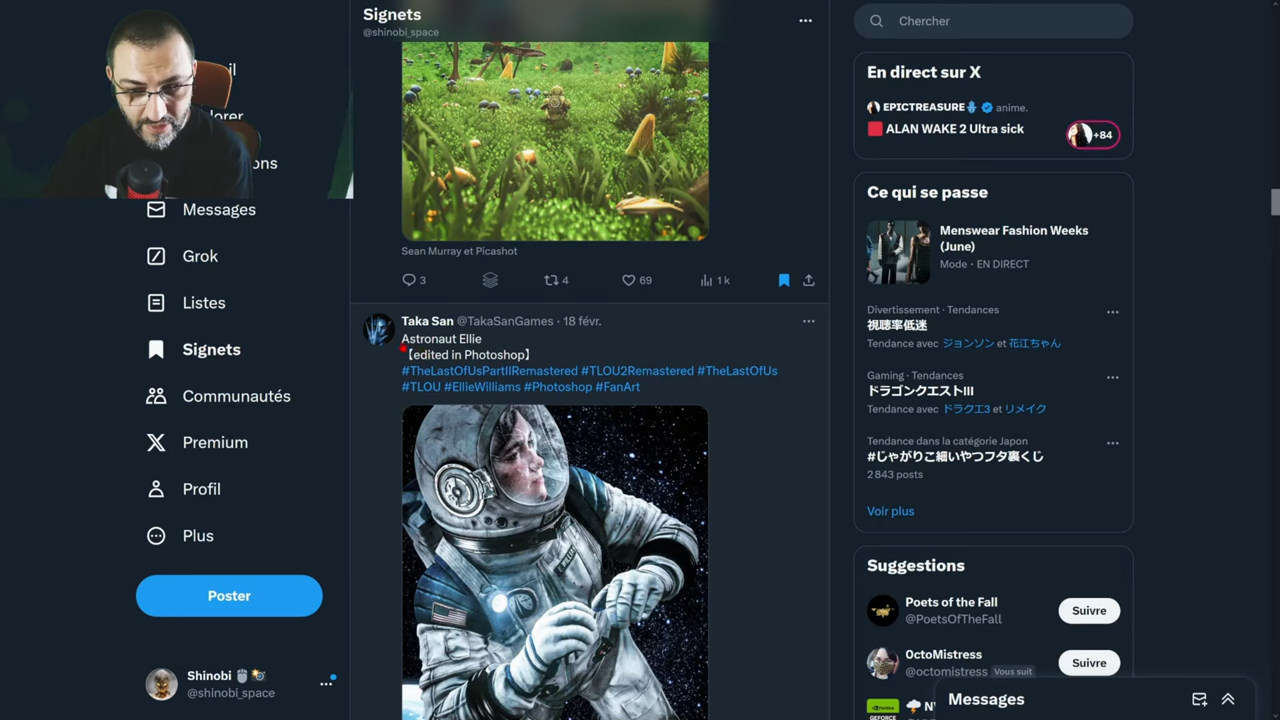 Signets
@shinobi_space
Messages
Grok
Listes
Signets
Communautés
Premium
Profil
Plus
Poster
Shinobi
@shinobi_space
Sean Murray et Picashot
3
4
69
1 k
Taka San @TakaSanGames · 18 févr.
Astronaut Ellie
【edited in Photoshop】
#TheLastOfUsPartIIRemastered #TLOU2Remastered #TheLastOfUs
#TLOU #EllieWilliams #Photoshop #FanArt
Chercher
En direct sur X
EPICTREASURE anime.
ALAN WAKE 2 Ultra sick
+84
Ce qui se passe
Menswear Fashion Weeks
(June)
Mode · EN DIRECT
Divertissement · Tendances
視聴率低迷
Tendance avec ジョンソン et 花江ちゃん
Gaming · Tendances
ドラゴンクエストIII
Tendance avec ドラクエ3 et リメイク
Tendance dans la catégorie Japon
#じゃがりこ細いやつフタ裏くじ
2 843 posts
Voir plus
Suggestions
Poets of the Fall
@PoetsOfTheFall
Suivre
OctoMistress
@octomistress Vous suit
Suivre
Messages